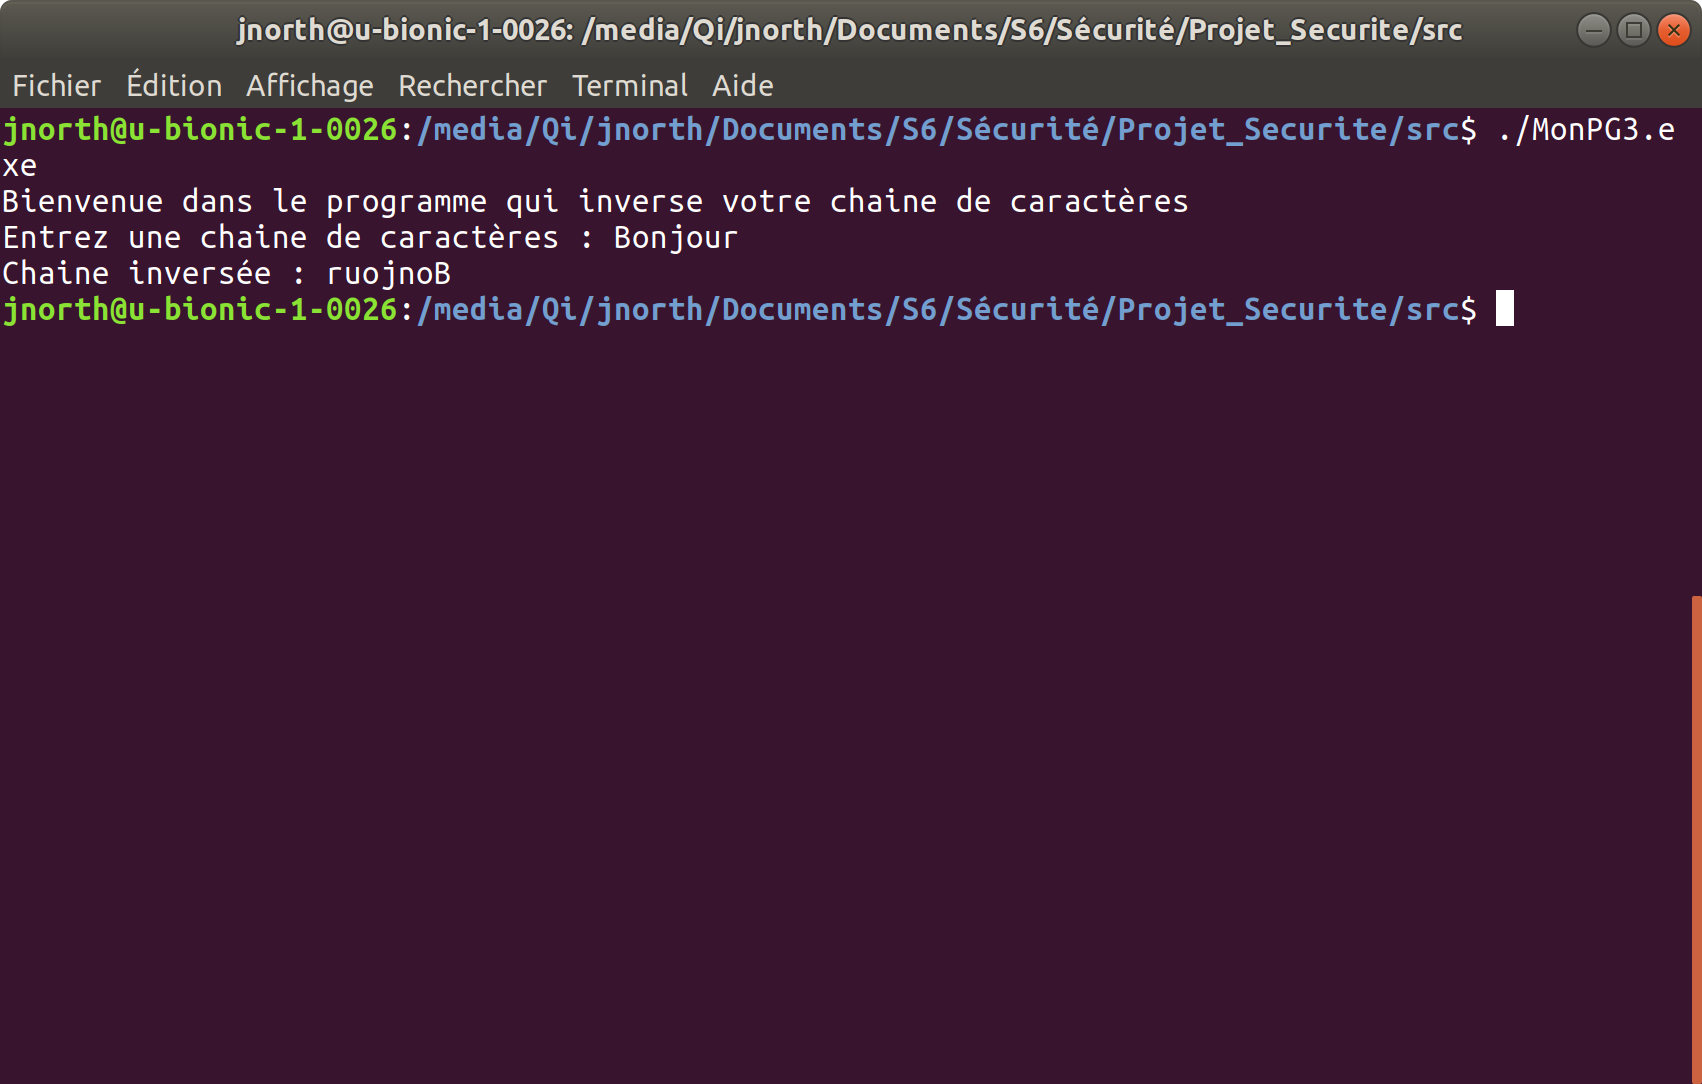 jnorth@u-bionic-1-0026: /media/Qi/jnorth/Documents/S6/Sécurité/Projet_Securite/src
Fichier Édition Affichage Rechercher Terminal Aide
jnorth@u-bionic-1-0026:/media/Qi/jnorth/Documents/S6/Sécurité/Projet_Securite/src$ ./MonPG3.e
xe
Bienvenue dans le programme qui inverse votre chaine de caractères
Entrez une chaine de caractères : Bonjour
Chaine inversée : ruojnoB
jnorth@u-bionic-1-0026:/media/Qi/jnorth/Documents/S6/Sécurité/Projet_Securite/src$